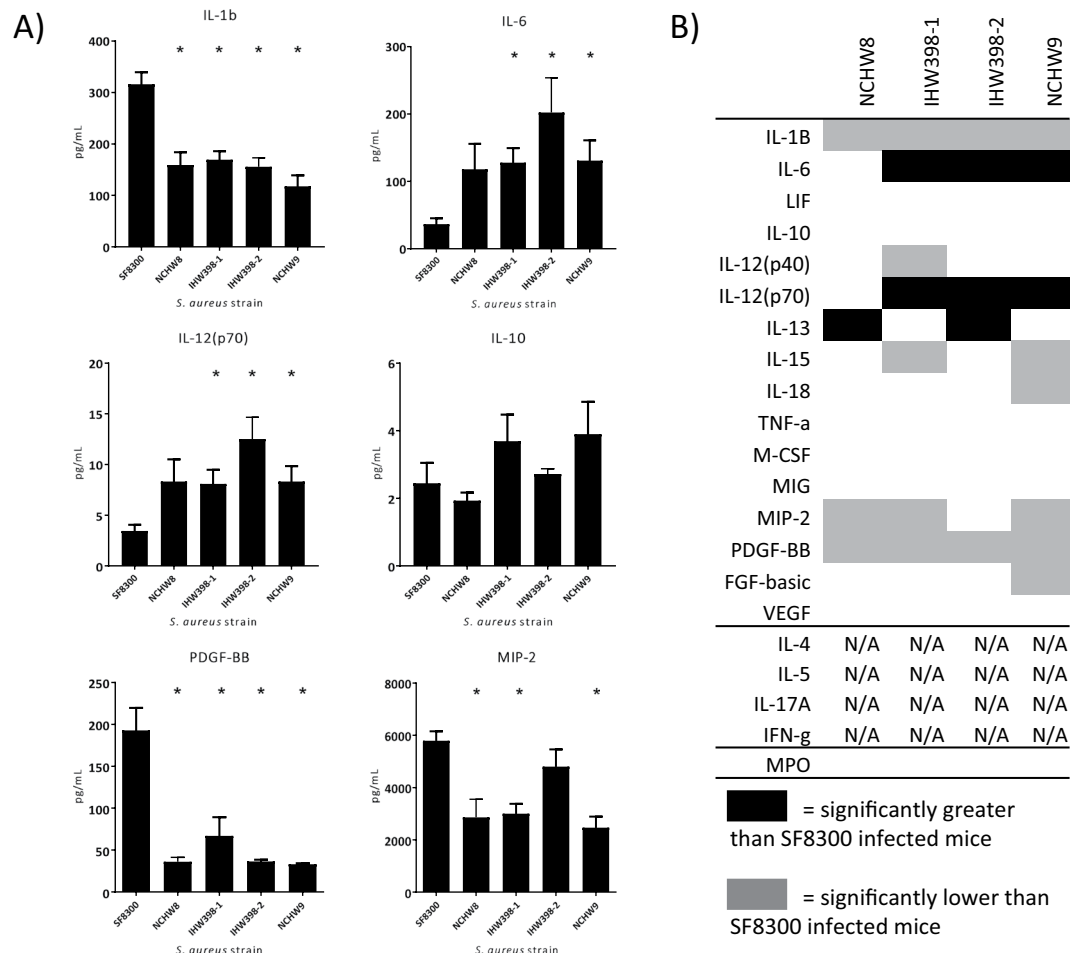 A)
IL-1b
400
300
200
100
0
pg/mL
*
*
*
*
SF8300
NCHW8
IHW398-1
IHW398-2
NCHW9
S. aureus strain
IL-6
300
200
100
0
pg/mL
*
*
*
SF8300
NCHW8
IHW398-1
IHW398-2
NCHW9
S. aureus strain
IL-12(p70)
20
15
10
5
0
pg/mL
*
*
*
SF8300
NCHW8
IHW398-1
IHW398-2
NCHW9
S. aureus strain
IL-10
6
4
2
0
pg/mL
SF8300
NCHW8
IHW398-1
IHW398-2
NCHW9
S. aureus strain
PDGF-BB
250
200
150
100
50
0
pg/mL
*
*
*
*
SF8300
NCHW8
IHW398-1
IHW398-2
NCHW9
S. aureus strain
MIP-2
8000
6000
4000
2000
0
pg/mL
*
*
*
SF8300
NCHW8
IHW398-1
IHW398-2
NCHW9
S. aureus strain
B)
NCHW8
IHW398-1
IHW398-2
NCHW9
IL-1B
IL-6
LIF
IL-10
IL-12(p40)
IL-12(p70)
IL-13
IL-15
IL-18
TNF-a
M-CSF
MIG
MIP-2
PDGF-BB
FGF-basic
VEGF
IL-4 N/A N/A N/A N/A
IL-5 N/A N/A N/A N/A
IL-17A N/A N/A N/A N/A
IFN-g N/A N/A N/A N/A
MPO
= significantly greater
than SF8300 infected mice
= significantly lower than
SF8300 infected mice